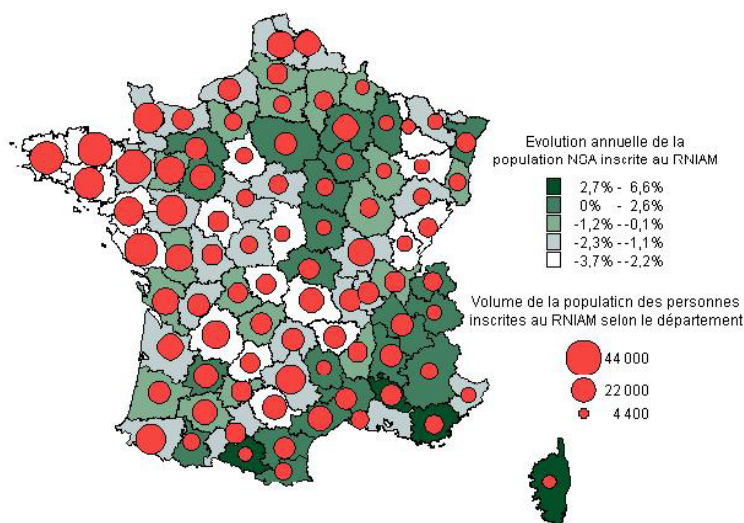 Evolution annuelle de la
population NSA inscrite au RNIAM
2,7% - 6,6%
0% - 2,6%
-1,2% --0,1%
-2,3% --1,1%
-3,7% --2,2%
Volume de la population des personnes
inscrites au RNIAM selon le département
44 000
22 000
4 400